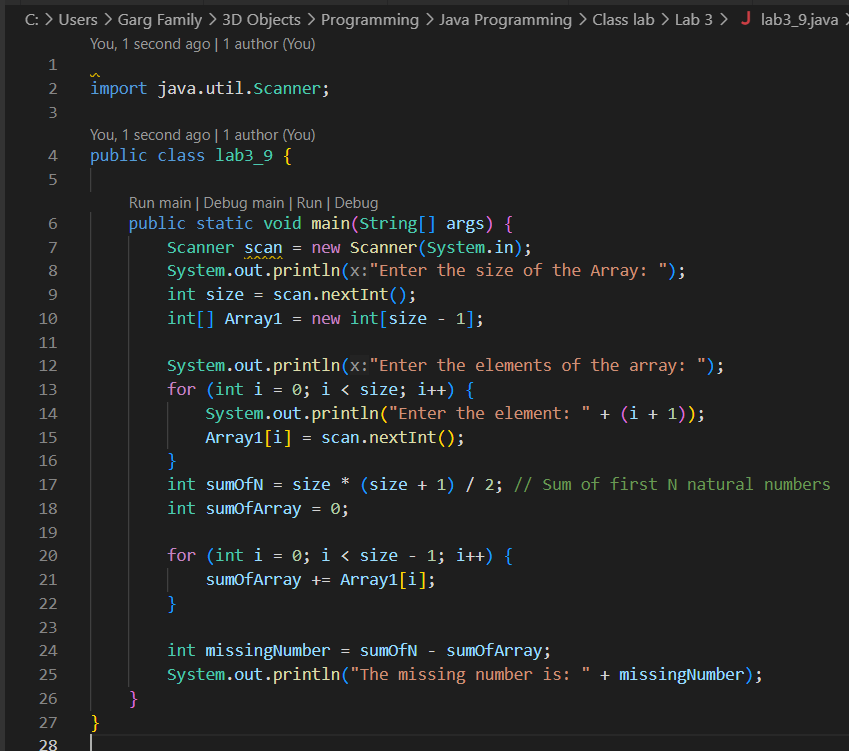 C: > Users > Garg Family > 3D Objects > Programming > Java Programming > Class lab > Lab 3 > J lab3_9.java >
You, 1 second ago | 1 author (You)
1
2 import java.util.Scanner;
3
You, 1 second ago | 1 author (You)
4 public class lab3_9 {
5
Run main | Debug main | Run | Debug
6     public static void main(String[] args) {
7         Scanner scan = new Scanner(System.in);
8         System.out.println(x:"Enter the size of the Array: ");
9         int size = scan.nextInt();
10         int[] Array1 = new int[size - 1];
11
12         System.out.println(x:"Enter the elements of the array: ");
13         for (int i = 0; i < size; i++) {
14             System.out.println("Enter the element: " + (i + 1));
15             Array1[i] = scan.nextInt();
16         }
17         int sumOfN = size * (size + 1) / 2; // Sum of first N natural numbers
18         int sumOfArray = 0;
19
20         for (int i = 0; i < size - 1; i++) {
21             sumOfArray += Array1[i];
22         }
23
24         int missingNumber = sumOfN - sumOfArray;
25         System.out.println("The missing number is: " + missingNumber);
26     }
27 }
28